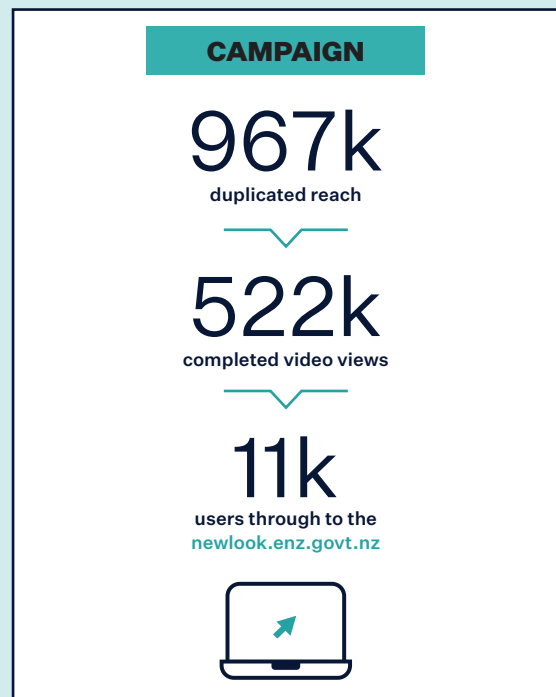 CAMPAIGN
967k
duplicated reach
522k
completed video views
11k
users through to the
newlook.enz.govt.nz